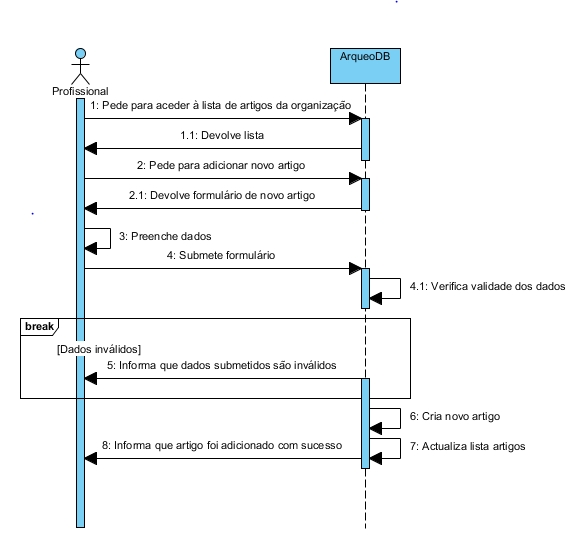 ArqueoDB
Profissional
1: Pede para aceder à lista de artigos da organização
1.1: Devolve lista
2: Pede para adicionar novo artigo
2.1: Devolve formulário de novo artigo
3: Preenche dados
4: Submete formulário
4.1: Verifica validade dos dados
break
[Dados inválidos]
5: Informa que dados submetidos são inválidos
6: Cria novo artigo
7: Actualiza lista artigos
8: Informa que artigo foi adicionado com sucesso